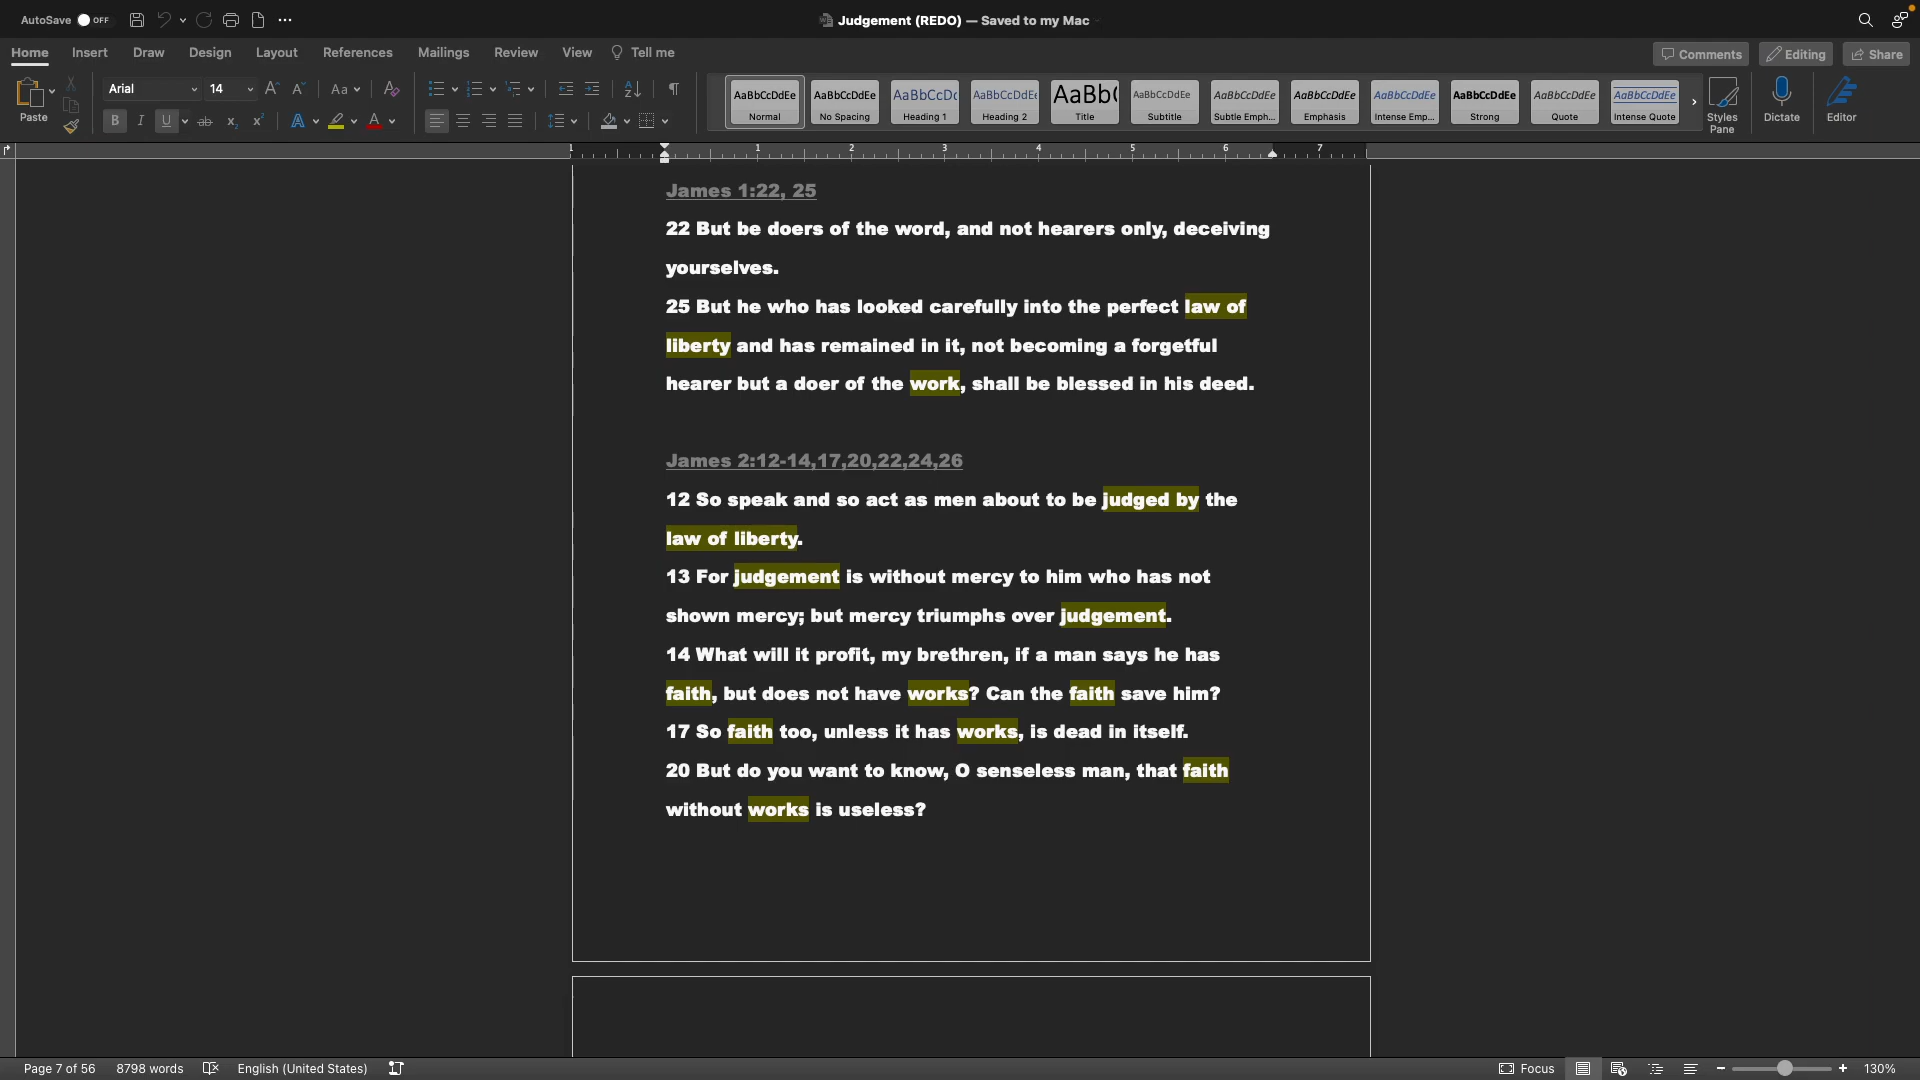 AutoSave OFF
Judgement (REDO) — Saved to my Mac
Home Insert Draw Design Layout References Mailings Review View Tell me
Comments Editing Share
Paste
Arial 14
Aa
AaBbCcDdEe AaBbCcDdEe AaBbCcDc AaBbCcDdEe AaBb( AaBbCcDdEe AaBbCcDdEe AaBbCcDdEe AaBbCcDdEe AaBbCcDdEe AaBbCcDdEe AaBbCcDdEe
Normal No Spacing Heading 1 Heading 2 Title Subtitle Subtle Emph... Emphasis Intense Emp... Strong Quote Intense Quote
Styles Pane
Dictate
Editor
1 1 2 3 4 5 6 7
James 1:22, 25
22 But be doers of the word, and not hearers only, deceiving
yourselves.
25 But he who has looked carefully into the perfect law of
liberty and has remained in it, not becoming a forgetful
hearer but a doer of the work, shall be blessed in his deed.
James 2:12-14,17,20,22,24,26
12 So speak and so act as men about to be judged by the
law of liberty.
13 For judgement is without mercy to him who has not
shown mercy; but mercy triumphs over judgement.
14 What will it profit, my brethren, if a man says he has
faith, but does not have works? Can the faith save him?
17 So faith too, unless it has works, is dead in itself.
20 But do you want to know, O senseless man, that faith
without works is useless?
Page 7 of 56 8798 words English (United States)
Focus 130%